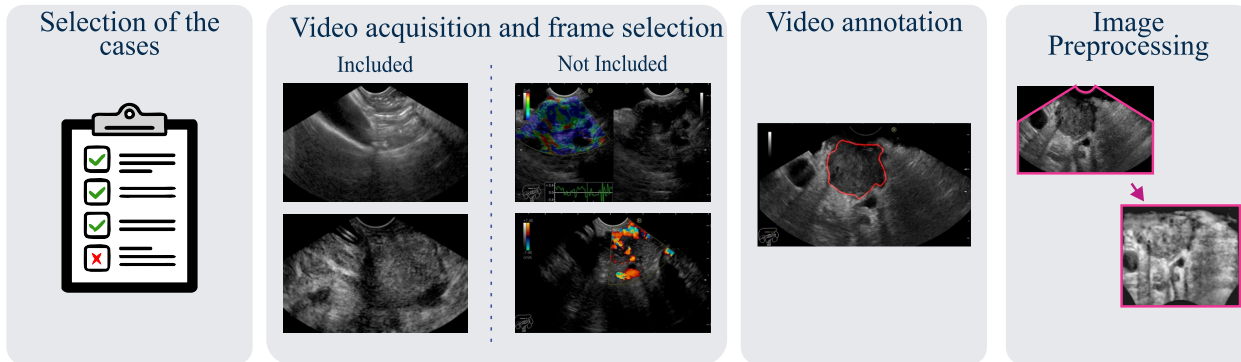 Selection of the
cases
Video acquisition and frame selection
Included
Not Included
Video annotation
Image
Preprocessing